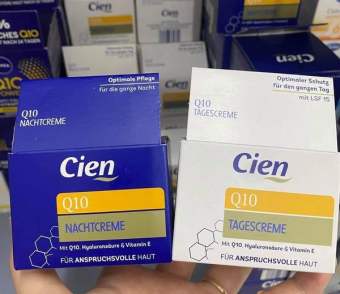 Optimale Pflege
für die ganze Nacht
Q10
NACHTCREME
Cien
Q10
NACHTCREME
Mit Q10, Hyaluronsäure & Vitamin E
FÜR ANSPRUCHSVOLLE HAUT
Optimaler Schutz
für den ganzen Tag
mit LSF 15
Q10
TAGESCREME
Cien
Q10
TAGESCREME
Mit Q10, Hyaluronsäure & Vitamin E
FÜR ANSPRUCHSVOLLE HAUT
Q10
Cien